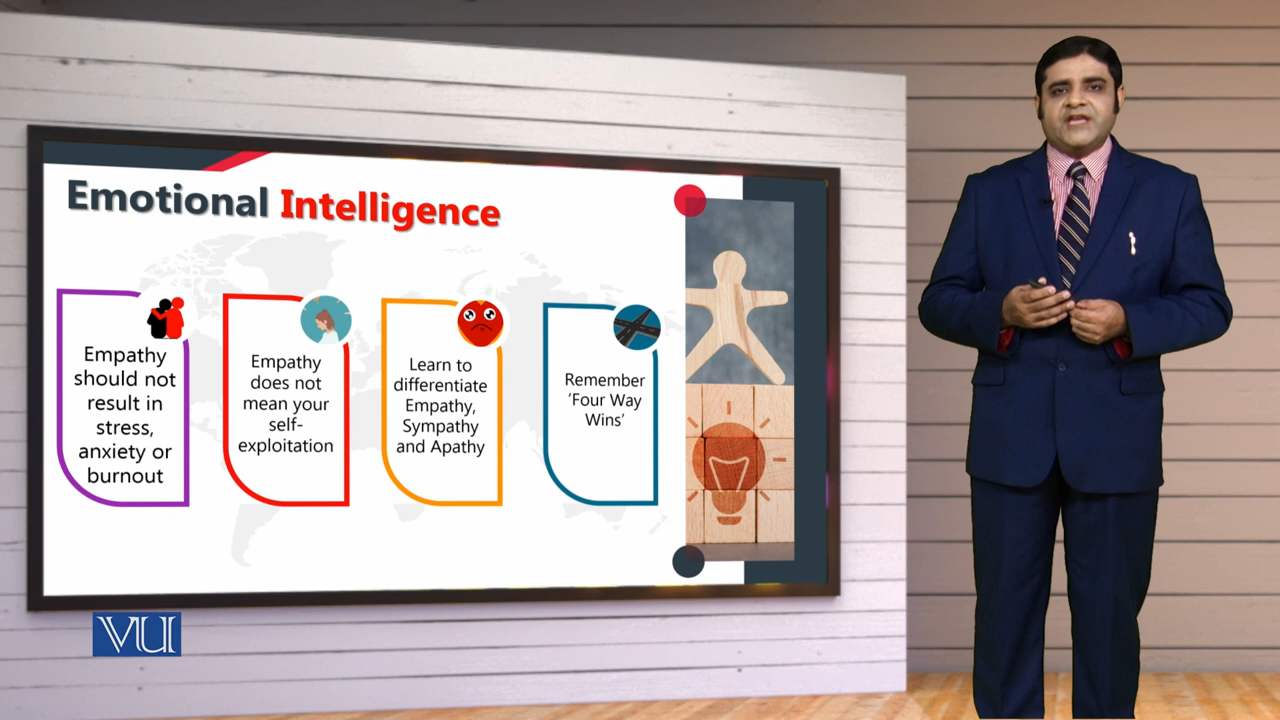 Emotional Intelligence
Empathy
should not
result in
stress,
anxiety or
burnout
Empathy
does not
mean your
self-
exploitation
Learn to
differentiate
Empathy,
Sympathy
and Apathy
Remember
‘Four Way
Wins’
VU